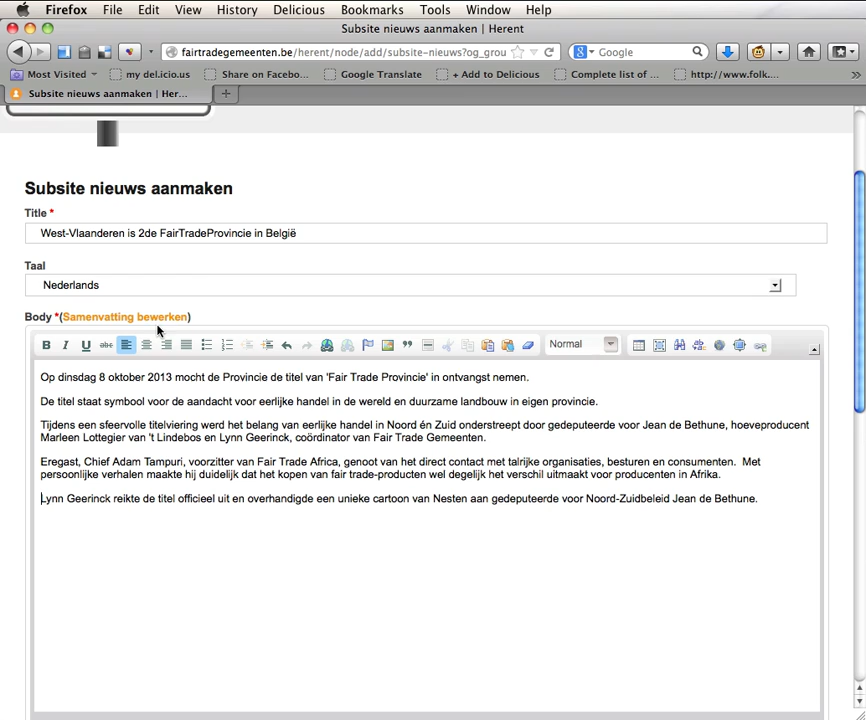 Firefox File Edit View History Delicious Bookmarks Tools Window Help
Subsite nieuws aanmaken | Herent
fairtradegemeenten.be/herent/node/add/subsite-nieuws?og_grou
Google
Most Visited my del.icio.us Share on Facebo... Google Translate + Add to Delicious Complete list of ... http://www.folk.... »
Subsite nieuws aanmaken | Her... +
Subsite nieuws aanmaken
Title *
West-Vlaanderen is 2de FairTradeProvincie in België
Taal
Nederlands
Body *(Samenvatting bewerken)
B I U abc Normal
Op dinsdag 8 oktober 2013 mocht de Provincie de titel van 'Fair Trade Provincie' in ontvangst nemen.
De titel staat symbool voor de aandacht voor eerlijke handel in de wereld en duurzame landbouw in eigen provincie.
Tijdens een sfeervolle titelviering werd het belang van eerlijke handel in Noord én Zuid onderstreept door gedeputeerde voor Jean de Bethune, hoeveproducent
Marleen Lottegier van 't Lindebos en Lynn Geerinck, coördinator van Fair Trade Gemeenten.
Eregast, Chief Adam Tampuri, voorzitter van Fair Trade Africa, genoot van het direct contact met talrijke organisaties, besturen en consumenten. Met
persoonlijke verhalen maakte hij duidelijk dat het kopen van fair trade-producten wel degelijk het verschil uitmaakt voor producenten in Afrika.
Lynn Geerinck reikte de titel officieel uit en overhandigde een unieke cartoon van Nesten aan gedeputeerde voor Noord-Zuidbeleid Jean de Bethune.